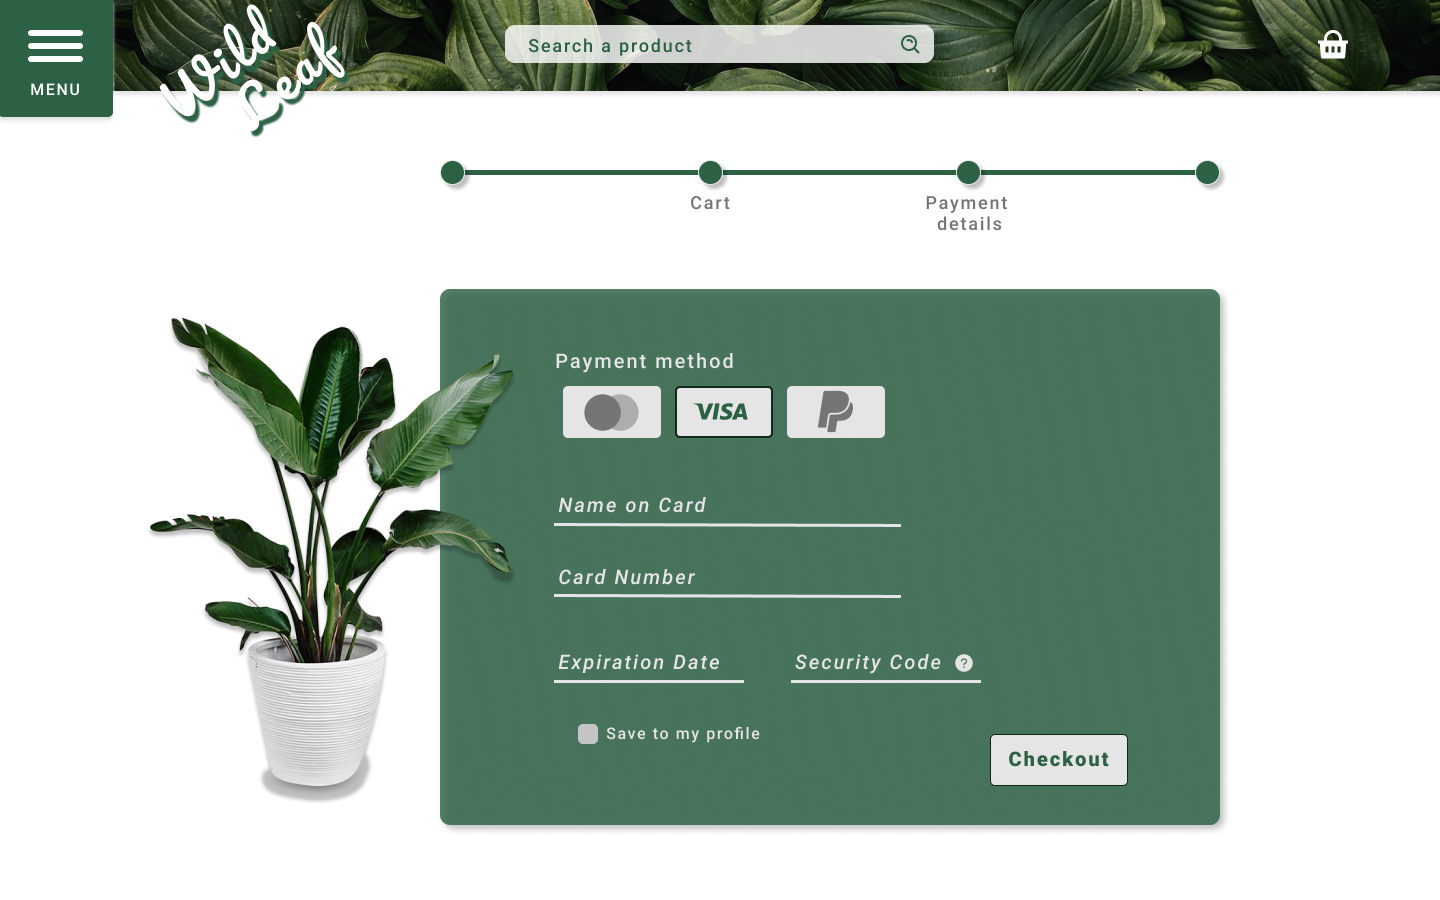 MENU
Wild
Leaf
Search a product
Cart
Payment
details
Payment method
VISA
Name on Card
Card Number
Expiration Date
Security Code ?
Save to my profile
Checkout